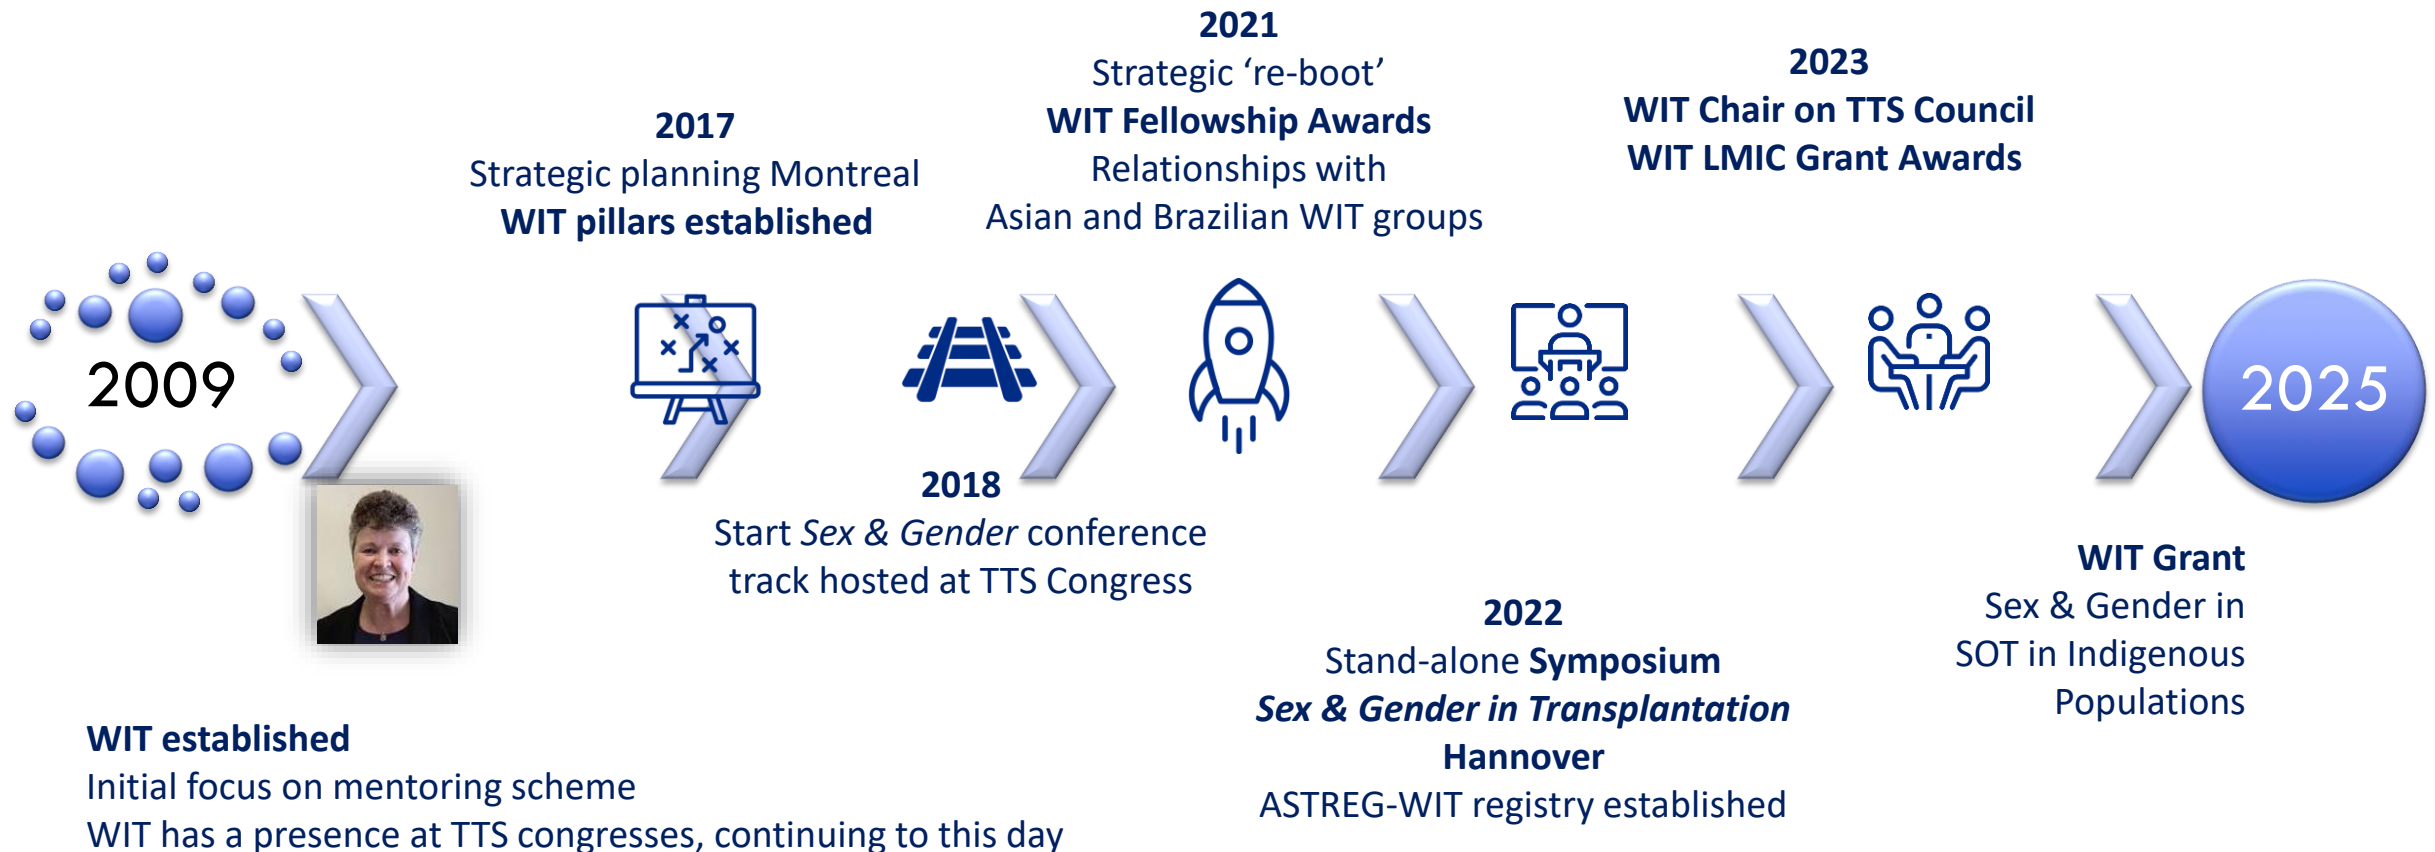 2009
WIT established
Initial focus on mentoring scheme
WIT has a presence at TTS congresses, continuing to this day
2017
Strategic planning Montreal
WIT pillars established
2018
Start Sex & Gender conference
track hosted at TTS Congress
2021
Strategic ‘re-boot’
WIT Fellowship Awards
Relationships with
Asian and Brazilian WIT groups
2022
Stand-alone Symposium
Sex & Gender in Transplantation
Hannover
ASTREG-WIT registry established
2023
WIT Chair on TTS Council
WIT LMIC Grant Awards
2025
WIT Grant
Sex & Gender in
SOT in Indigenous
Populations